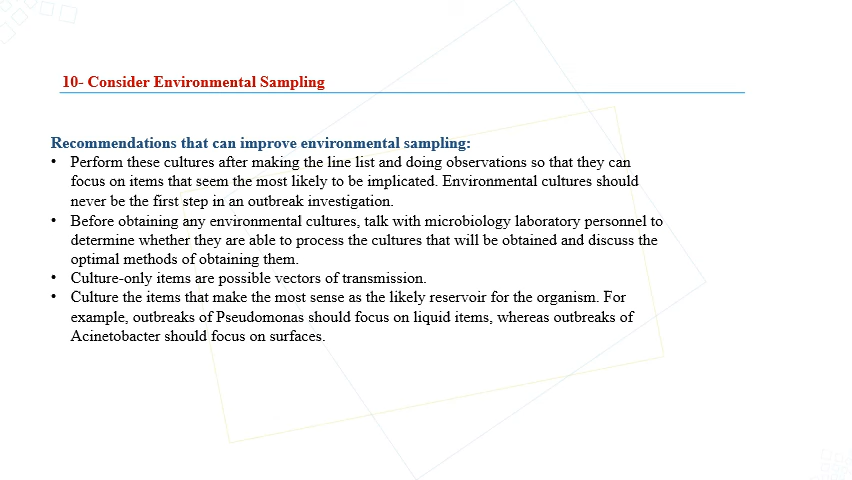 10- Consider Environmental Sampling
Recommendations that can improve environmental sampling:
• Perform these cultures after making the line list and doing observations so that they can
focus on items that seem the most likely to be implicated. Environmental cultures should
never be the first step in an outbreak investigation.
• Before obtaining any environmental cultures, talk with microbiology laboratory personnel to
determine whether they are able to process the cultures that will be obtained and discuss the
optimal methods of obtaining them.
• Culture-only items are possible vectors of transmission.
• Culture the items that make the most sense as the likely reservoir for the organism. For
example, outbreaks of Pseudomonas should focus on liquid items, whereas outbreaks of
Acinetobacter should focus on surfaces.